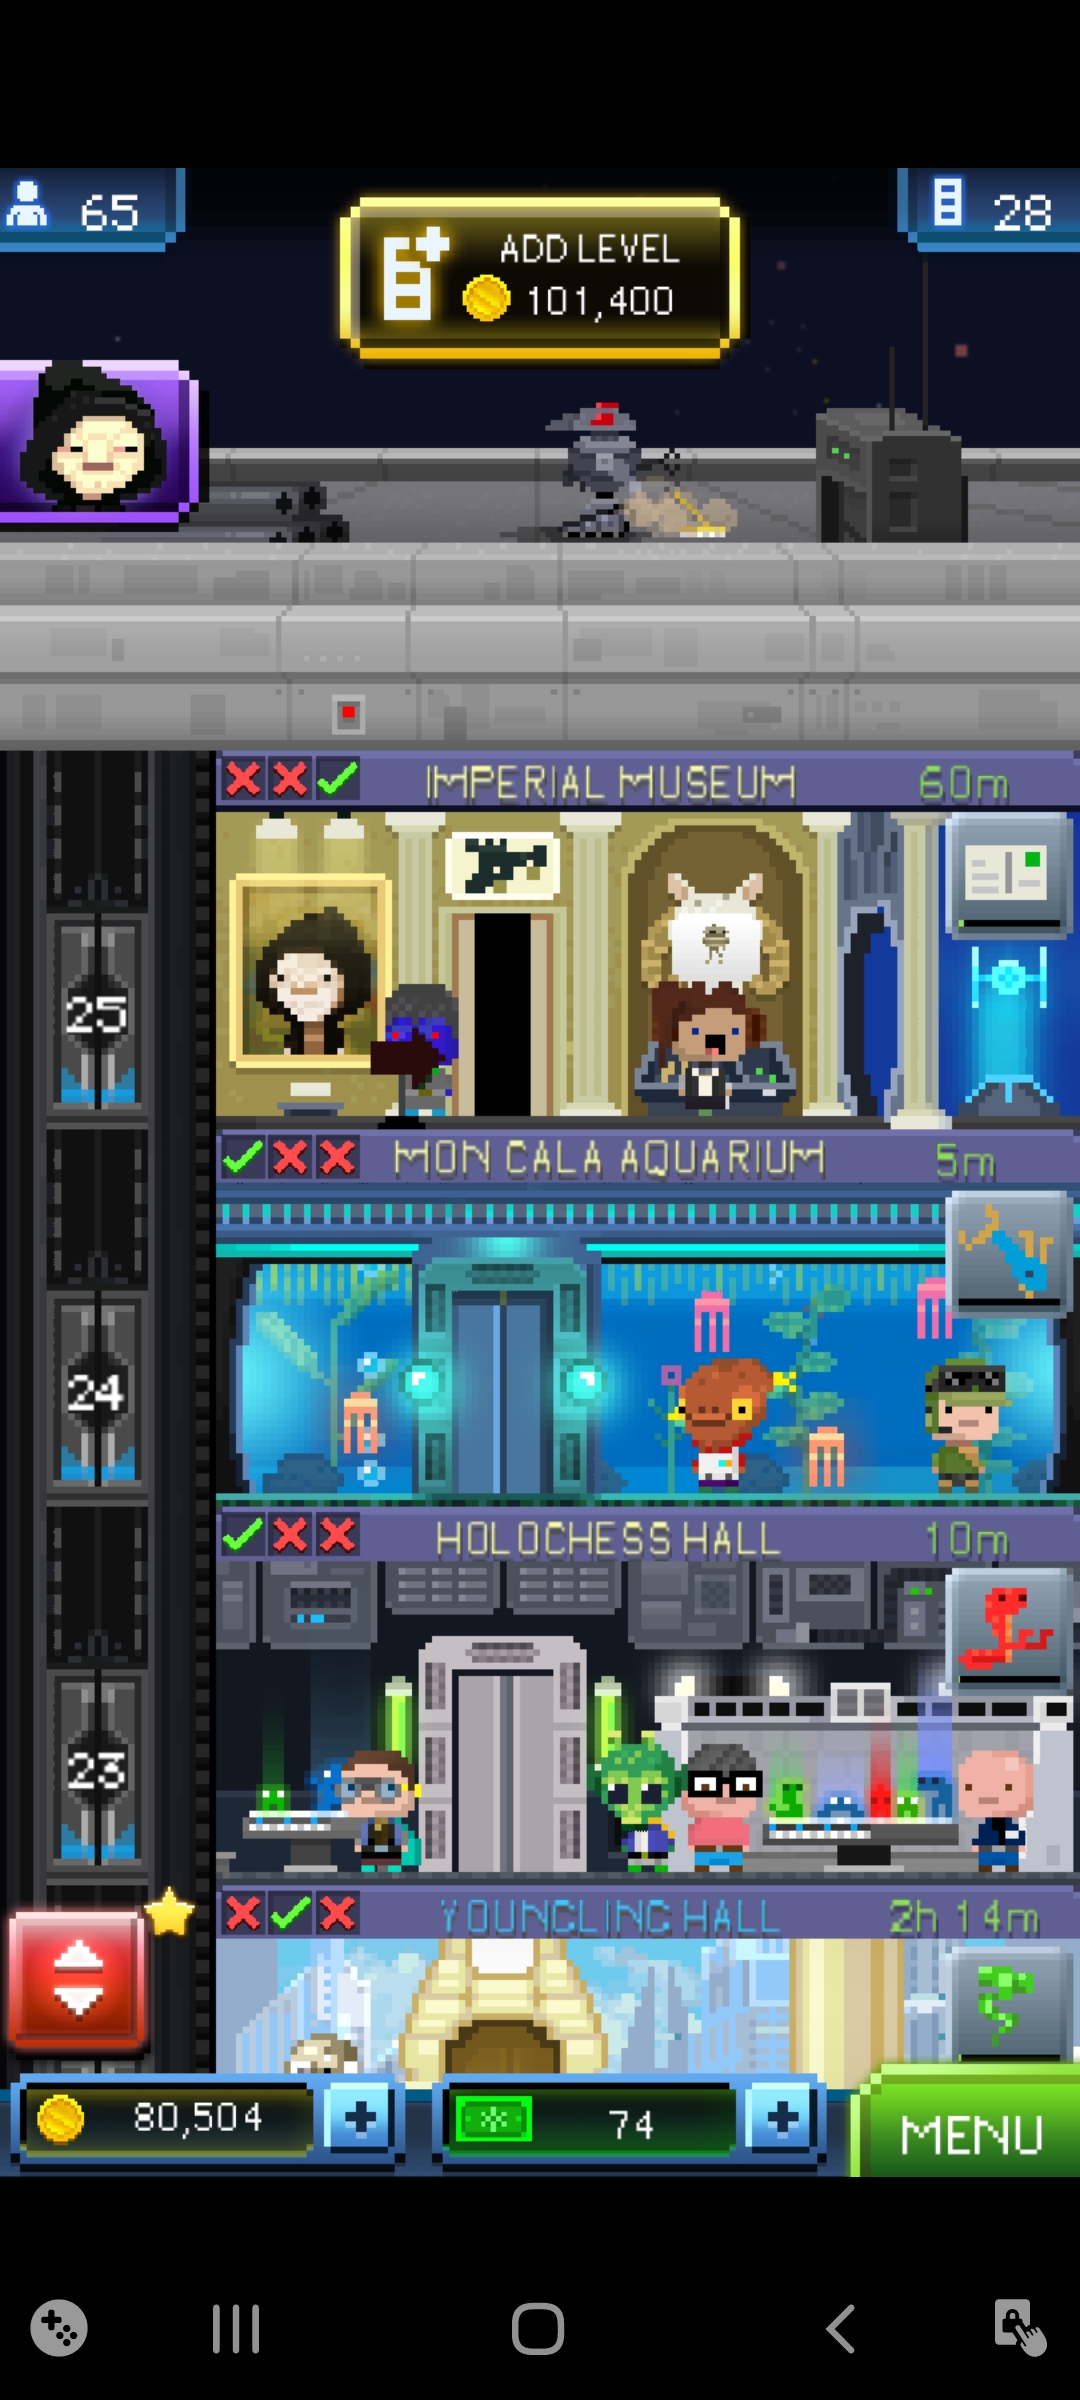 65
ADD LEVEL
101,400
28
IMPERIAL MUSEUM 60m
25
MON CALA AQUARIUM 5m
24
HOLOCHESS HALL 10m
23
YOUNGLING HALL 2h 14m
80,504
74
MENU